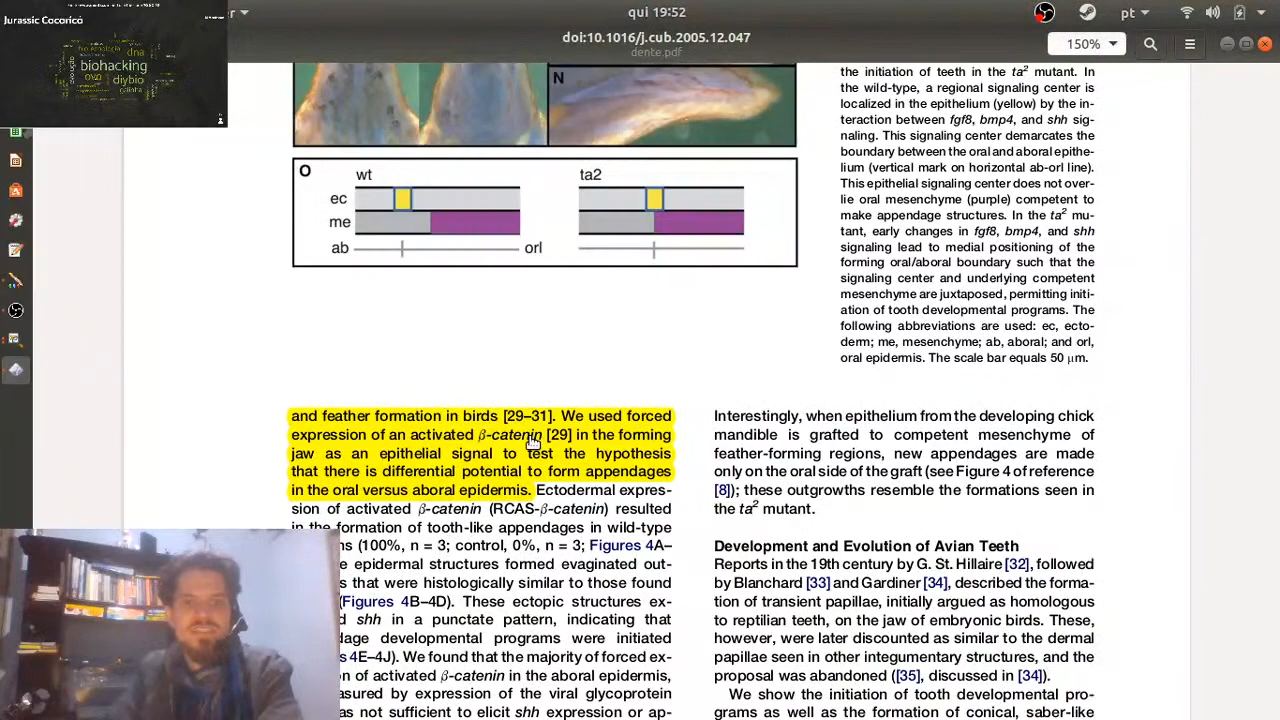 Jurassic Cocoricó
biotecnologia
dna
evolução
biohacking
ovo
diybio
galinha
er
qui 19:52
pt
doi:10.1016/j.cub.2005.12.047
dente.pdf
150%
N
O
wt
ta2
ec
me
ab
orl
the initiation of teeth in the ta² mutant. In
the wild-type, a regional signaling center is
localized in the epithelium (yellow) by the in-
teraction between fgf8, bmp4, and shh sig-
naling. This signaling center demarcates the
boundary between the oral and aboral epithe-
lium (vertical mark on horizontal ab-orl line).
This epithelial signaling center does not over-
lie oral mesenchyme (purple) competent to
make appendage structures. In the ta² mu-
tant, early changes in fgf8, bmp4, and shh
signaling lead to medial positioning of the
forming oral/aboral boundary such that the
signaling center and underlying competent
mesenchyme are juxtaposed, permitting initi-
ation of tooth developmental programs. The
following abbreviations are used: ec, ecto-
derm; me, mesenchyme; ab, aboral; and orl,
oral epidermis. The scale bar equals 50 μm.
and feather formation in birds [29–31]. We used forced
expression of an activated β-catenin [29] in the forming
jaw as an epithelial signal to test the hypothesis
that there is differential potential to form appendages
in the oral versus aboral epidermis. Ectodermal expres-
sion of activated β-catenin (RCAS-β-catenin) resulted
in the formation of tooth-like appendages in wild-type
ns (100%, n = 3; control, 0%, n = 3; Figures 4A–
e epidermal structures formed evaginated out-
s that were histologically similar to those found
(Figures 4B–4D). These ectopic structures ex-
d shh in a punctate pattern, indicating that
dage developmental programs were initiated
s 4E–4J). We found that the majority of forced ex-
on of activated β-catenin in the aboral epidermis,
asured by expression of the viral glycoprotein
as not sufficient to elicit shh expression or ap-
Interestingly, when epithelium from the developing chick
mandible is grafted to competent mesenchyme of
feather-forming regions, new appendages are made
only on the oral side of the graft (see Figure 4 of reference
[8]); these outgrowths resemble the formations seen in
the ta² mutant.
Development and Evolution of Avian Teeth
Reports in the 19th century by G. St. Hillaire [32], followed
by Blanchard [33] and Gardiner [34], described the forma-
tion of transient papillae, initially argued as homologous
to reptilian teeth, on the jaw of embryonic birds. These,
however, were later discounted as similar to the dermal
papillae seen in other integumentary structures, and the
proposal was abandoned ([35], discussed in [34]).
We show the initiation of tooth developmental pro-
grams as well as the formation of conical, saber-like